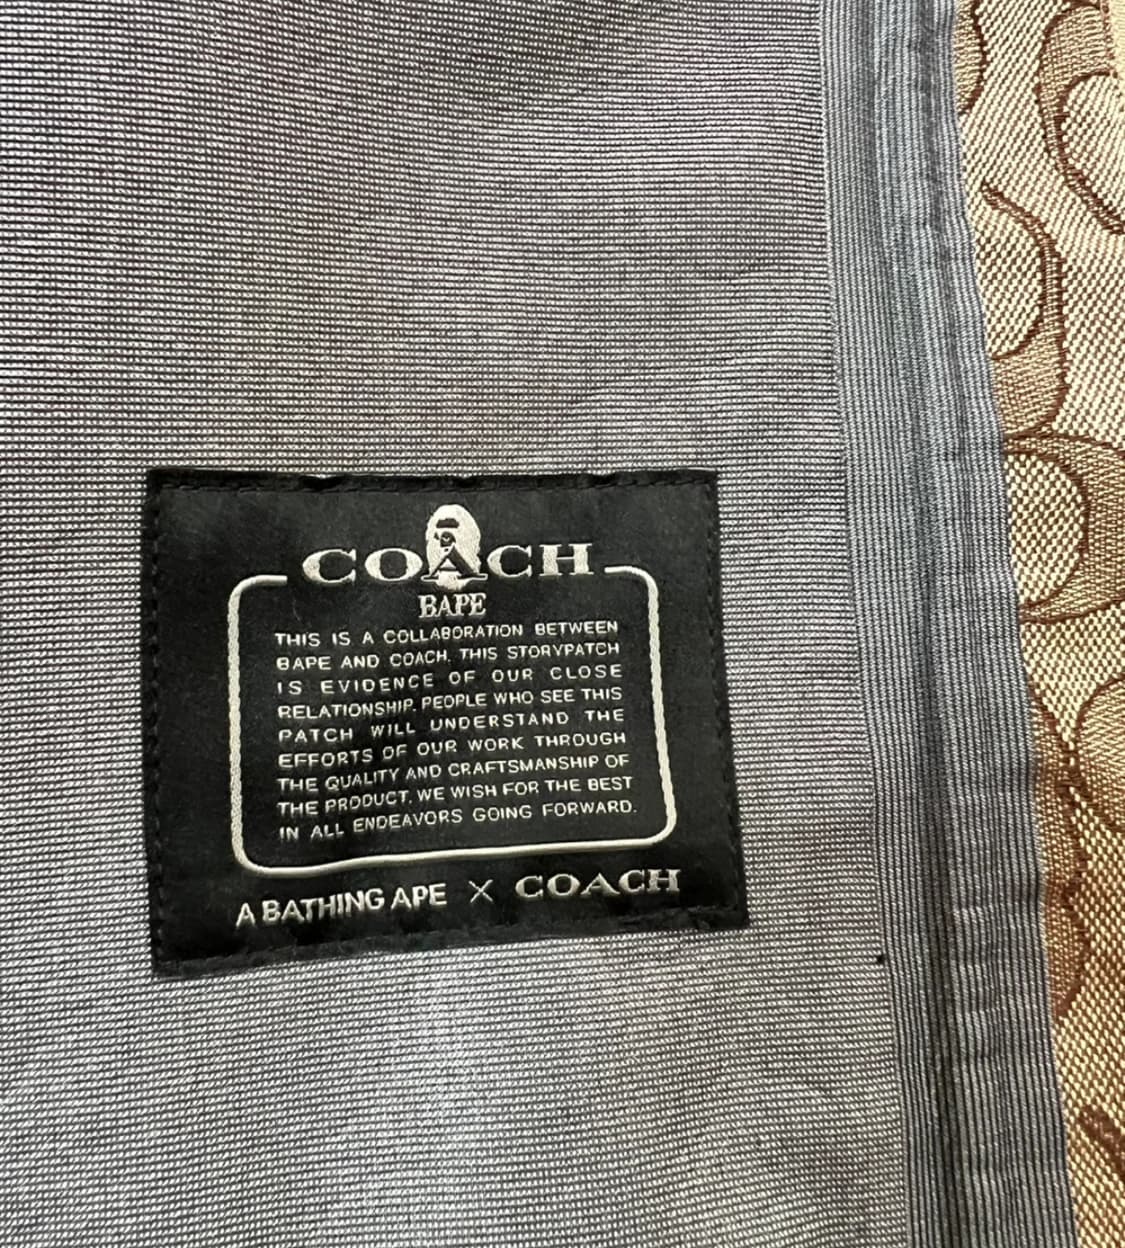 COACH
BAPE
THIS IS A COLLABORATION BETWEEN
BAPE AND COACH. THIS STORYPATCH
IS EVIDENCE OF OUR CLOSE
RELATIONSHIP. PEOPLE WHO SEE THIS
PATCH WILL UNDERSTAND THE
EFFORTS OF OUR WORK THROUGH
THE QUALITY AND CRAFTSMANSHIP OF
THE PRODUCT. WE WISH FOR THE BEST
IN ALL ENDEAVORS GOING FORWARD.
A BATHING APE × COACH